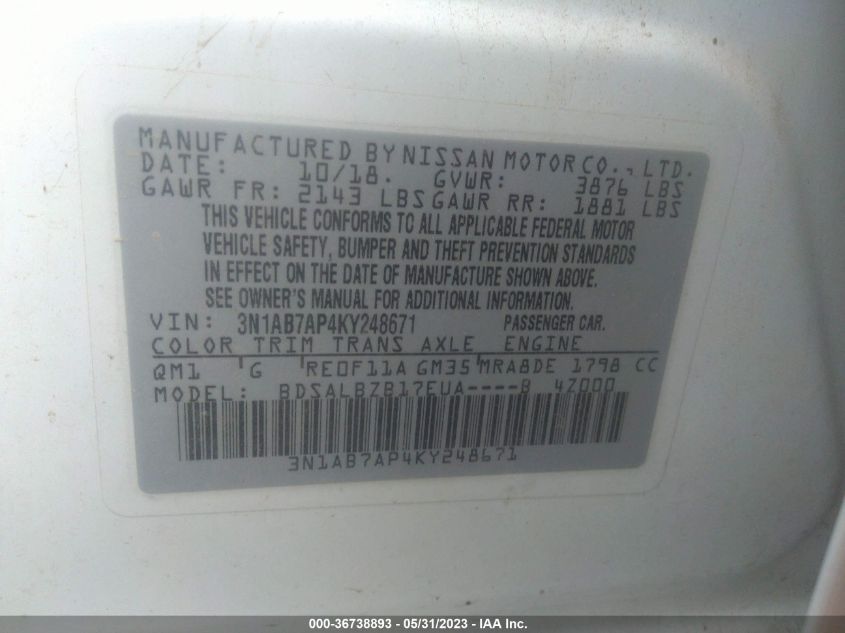 MANUFACTURED BY NISSAN MOTOR CO., LTD.
DATE: 10/18. GVWR: 3876 LBS
GAWR FR: 2143 LBS GAWR RR: 1881 LBS
THIS VEHICLE CONFORMS TO ALL APPLICABLE FEDERAL MOTOR
VEHICLE SAFETY, BUMPER AND THEFT PREVENTION STANDARDS
IN EFFECT ON THE DATE OF MANUFACTURE SHOWN ABOVE.
SEE OWNER'S MANUAL FOR ADDITIONAL INFORMATION.
VIN: 3N1AB7AP4KY248671 PASSENGER CAR.
COLOR TRIM TRANS AXLE ENGINE
QM1 G RE0F11A GM35 MRA8DE 1798 CC
MODEL: BDSALBZB17EUA----B 4Z000
3N1AB7AP4KY248671
000-36738893 - 05/31/2023 - IAA Inc.